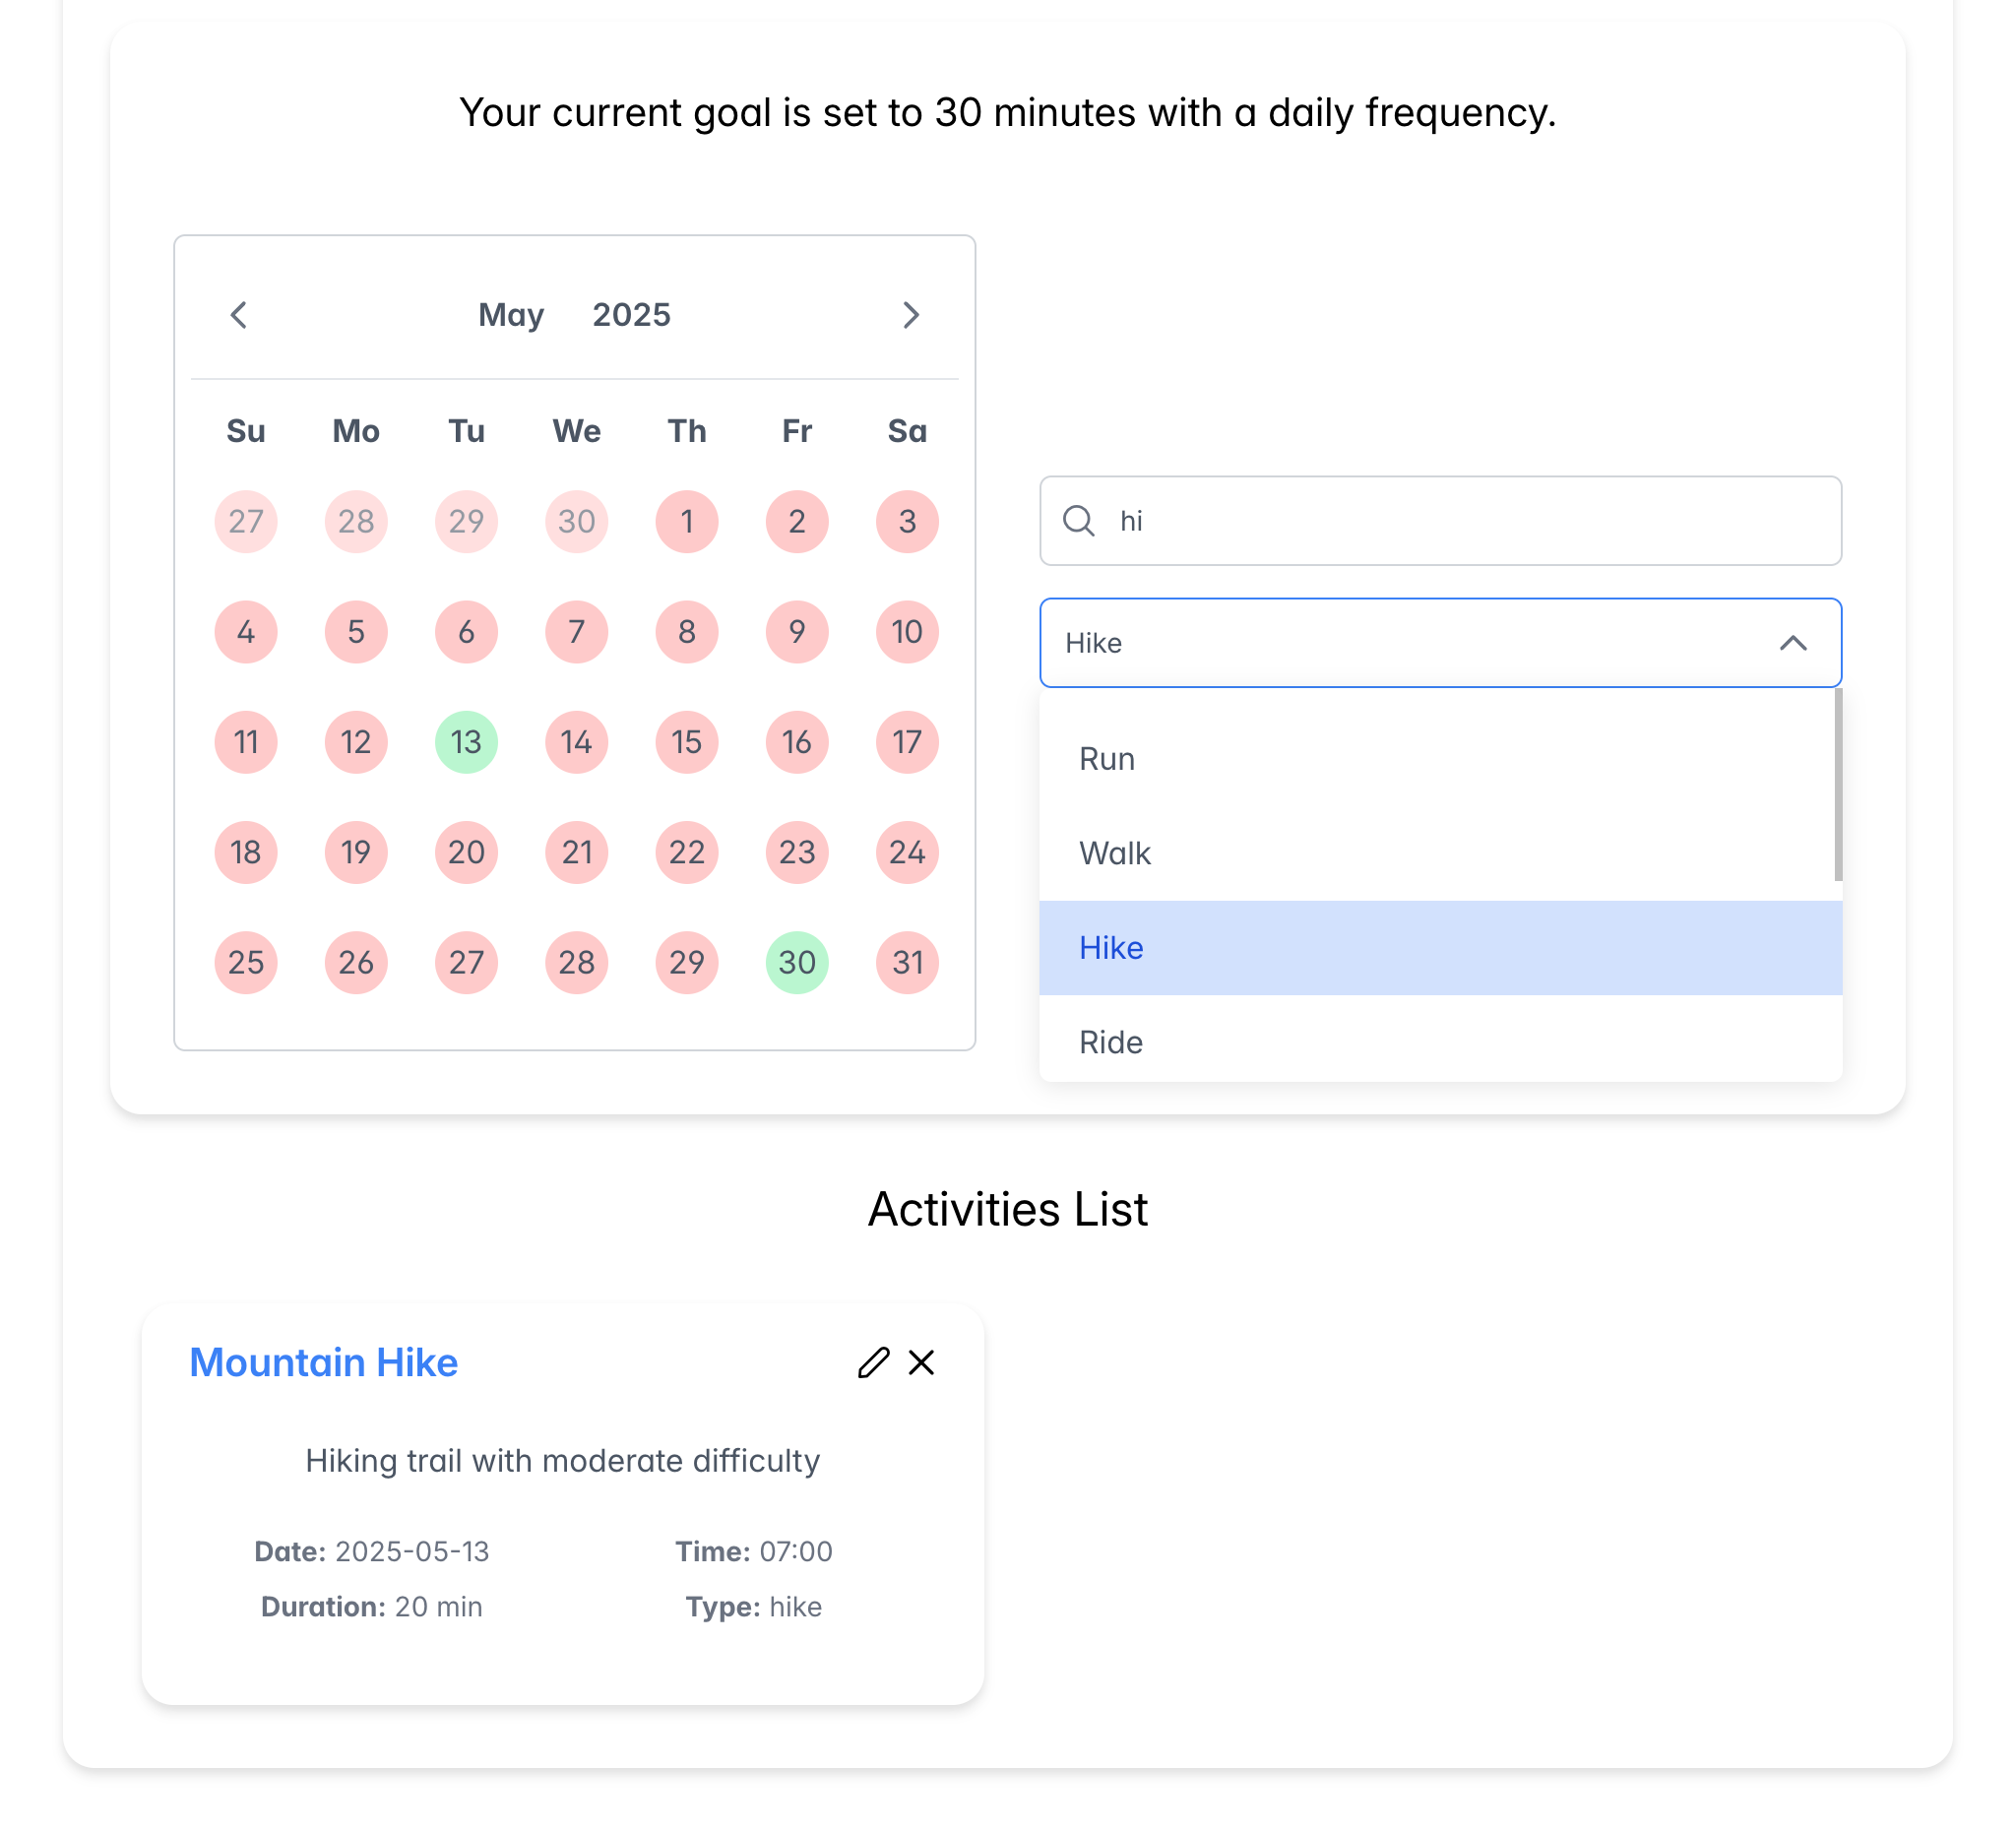 Your current goal is set to 30 minutes with a daily frequency.
May 2025
Su Mo Tu We Th Fr Sa
27 28 29 30 1 2 3
4 5 6 7 8 9 10
11 12 13 14 15 16 17
18 19 20 21 22 23 24
25 26 27 28 29 30 31
hi
Hike
Run
Walk
Hike
Ride
Activities List
Mountain Hike
Hiking trail with moderate difficulty
Date: 2025-05-13 Time: 07:00
Duration: 20 min Type: hike